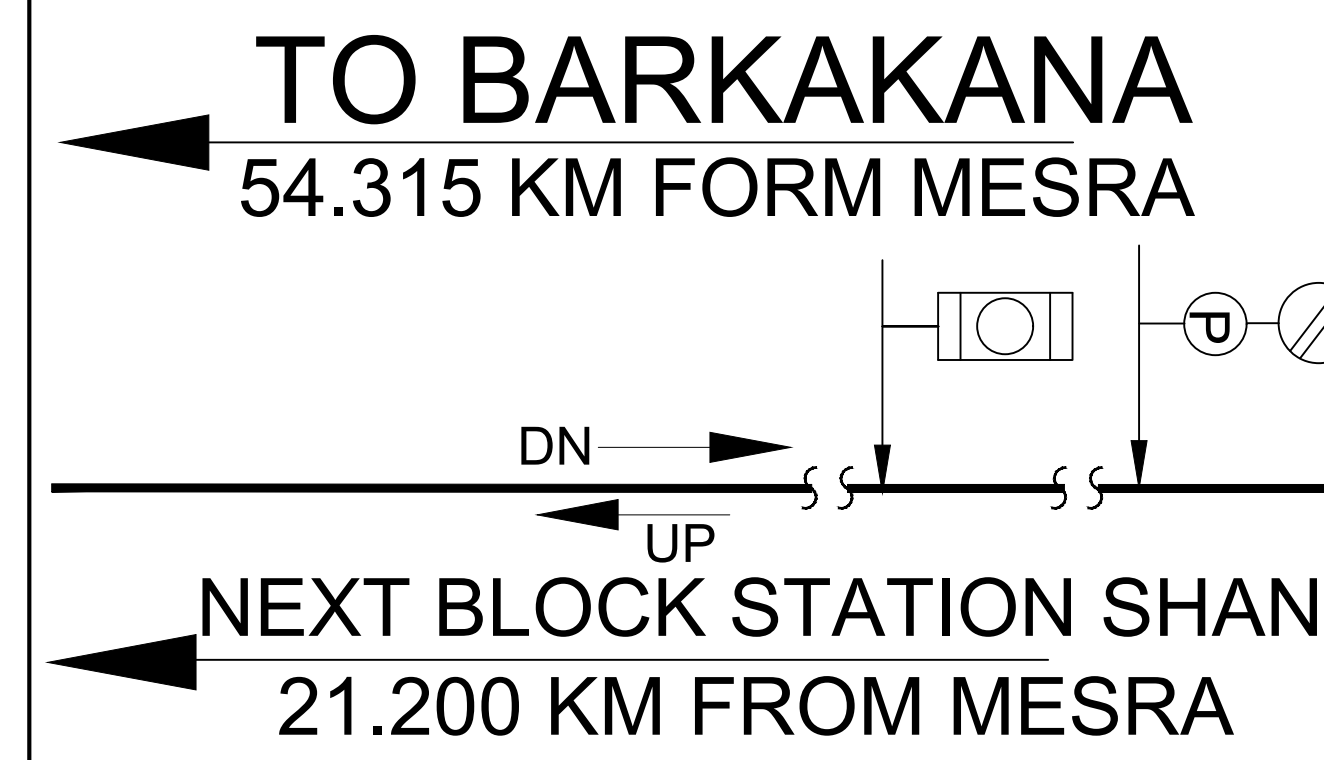 TO BARKAKANA
54.315 KM FORM MESRA
P
DN
UP
NEXT BLOCK STATION SHAN
21.200 KM FROM MESRA